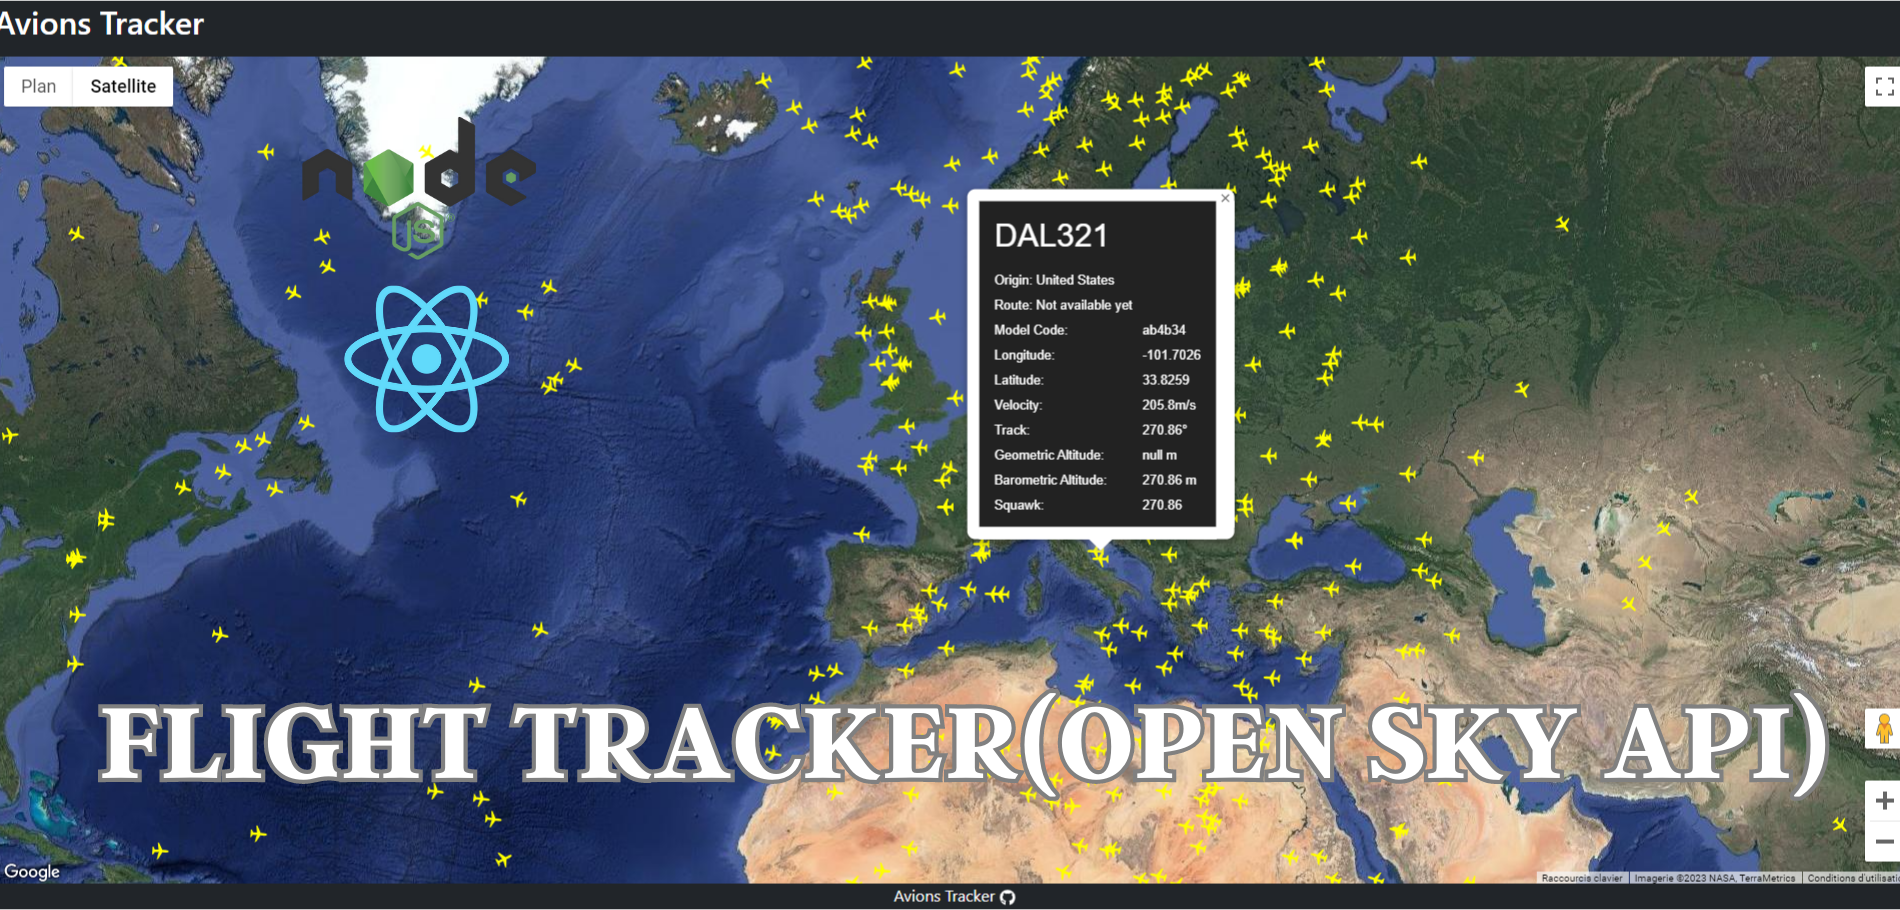 Avions Tracker
Plan
Satellite
node
JS
DAL321
Origin: United States
Route: Not available yet
Model Code: ab4b34
Longitude: -101.7026
Latitude: 33.8259
Velocity: 205.8m/s
Track: 270.86°
Geometric Altitude: null m
Barometric Altitude: 270.86 m
Squawk: 270.86
FLIGHT TRACKER(OPEN SKY API)
Google
Raccourcis clavier
Imagerie ©2023 NASA, TerraMetrics
Conditions d'utilisatio
Avions Tracker